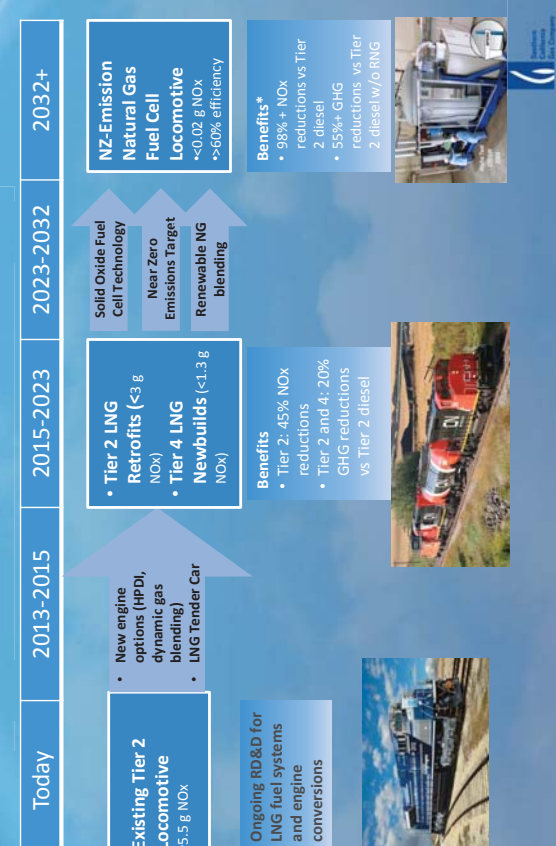 Today
2013-2015
2015-2023
2023-2032
2032+
Existing Tier 2
Locomotive
5.5 g NOx
• New engine
options (HPDI,
dynamic gas
blending)
• LNG Tender Car
• Tier 2 LNG
Retrofits (<3 g
NOx)
• Tier 4 LNG
Newbuilds (<1.3 g
NOx)
Solid Oxide Fuel
Cell Technology
Near Zero
Emissions Target
Renewable NG
blending
NZ-Emission
Natural Gas
Fuel Cell
Locomotive
•<0.02 g NOx
•>60% efficiency
Ongoing RD&D for
LNG fuel systems
and engine
conversions
Benefits
• Tier 2: 45% NOx
reductions
• Tier 2 and 4: 20%
GHG reductions
vs Tier 2 diesel
Benefits*
• 98% + NOx
reductions vs Tier
2 diesel
• 55%+ GHG
reductions vs Tier
2 diesel w/o RNG
CN
Southern
California
Gas Company